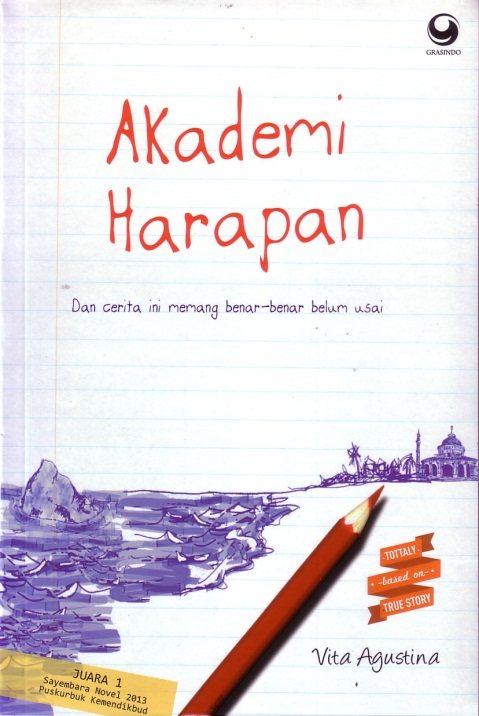 GRASINDO
AKademi
Harapan
Dan cerita ini memang benar-benar belum usai
TOTTALY
-based on-
TRUE STORY
Vita Agustina
JUARA 1
Sayembara Novel 2013
Puskurbuk Kemendikbud